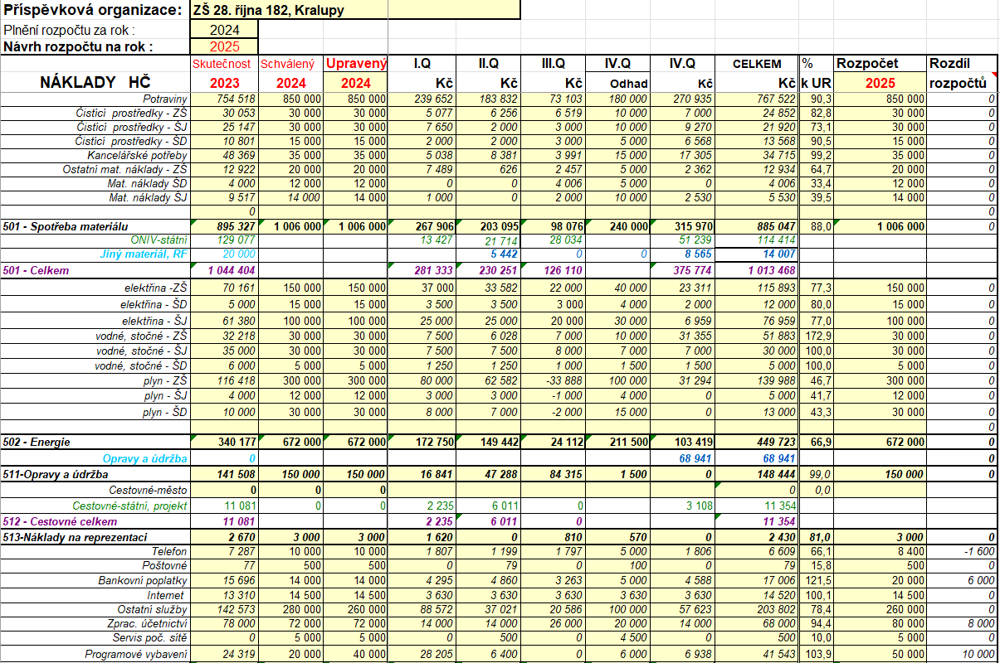 Příspěvková organizace: ZŠ 28. října 182, Kralupy
Plnění rozpočtu za rok : 2024
Návrh rozpočtu na rok : 2025
Skutečnost Schválený Upravený I.Q II.Q III.Q IV.Q IV.Q CELKEM % Rozpočet Rozdíl
NÁKLADY HČ 2023 2024 2024 Kč Kč Kč Odhad Kč Kč k UR 2025 rozpočtů
Potraviny 754 518 850 000 850 000 239 652 183 832 73 103 180 000 270 935 767 522 90,3 850 000 0
Čistící prostředky - ZŠ 30 053 30 000 30 000 5 077 6 256 6 519 10 000 7 000 24 852 82,8 30 000 0
Čistící prostředky - ŠJ 25 147 30 000 30 000 7 650 2 000 3 000 10 000 9 270 21 920 73,1 30 000 0
Čistící prostředky - ŠD 10 801 15 000 15 000 2 000 2 000 3 000 5 000 6 568 13 568 90,5 15 000 0
Kancelářské potřeby 48 369 35 000 35 000 5 038 8 381 3 991 15 000 17 305 34 715 99,2 35 000 0
Ostatní mat. náklady - ZŠ 12 922 20 000 20 000 7 489 626 2 457 5 000 2 362 12 934 64,7 20 000 0
Mat. náklady ŠD 4 000 12 000 12 000 0 0 4 006 5 000 0 4 006 33,4 12 000 0
Mat. náklady ŠJ 9 517 14 000 14 000 1 000 0 2 000 10 000 2 530 5 530 39,5 14 000 0
0 0
501 - Spotřeba materiálu 895 327 1 006 000 1 006 000 267 906 203 095 98 076 240 000 315 970 885 047 88,0 1 006 000 0
ONIV-státní 129 077 13 427 21 714 28 034 51 239 114 414
Jiný materiál, RF 20 000 5 442 0 0 8 565 14 007
501 - Celkem 1 044 404 281 333 230 251 126 110 375 774 1 013 468
elektřina -ZŠ 70 161 150 000 150 000 37 000 33 582 22 000 40 000 23 311 115 893 77,3 150 000 0
elektřina - ŠD 5 000 15 000 15 000 3 500 3 500 3 000 4 000 2 000 12 000 80,0 15 000 0
elektřina - ŠJ 61 380 100 000 100 000 25 000 25 000 20 000 30 000 6 959 76 959 77,0 100 000 0
vodné, stočné - ZŠ 32 218 30 000 30 000 7 500 6 028 7 000 10 000 31 355 51 883 172,9 30 000 0
vodné, stočné - ŠJ 35 000 30 000 30 000 7 500 7 500 8 000 7 000 7 000 30 000 100,0 30 000 0
vodné, stočné - ŠD 6 000 5 000 5 000 1 250 1 250 1 000 1 500 1 500 5 000 100,0 5 000 0
plyn - ZŠ 116 418 300 000 300 000 80 000 62 582 -33 888 100 000 31 294 139 988 46,7 300 000 0
plyn - ŠJ 4 000 12 000 12 000 3 000 3 000 -1 000 4 000 0 5 000 41,7 12 000 0
plyn - ŠD 10 000 30 000 30 000 8 000 7 000 -2 000 15 000 0 13 000 43,3 30 000 0
0
502 - Energie 340 177 672 000 672 000 172 750 149 442 24 112 211 500 103 419 449 723 66,9 672 000 0
Opravy a údržba 0 68 941 68 941 0
511-Opravy a údržba 141 508 150 000 150 000 16 841 47 288 84 315 1 500 0 148 444 99,0 150 000 0
Cestovné-město 0 0 0 0 0,0 0
Cestovné-státní, projekt 11 081 0 0 2 235 6 011 0 3 108 11 354
512 - Cestovné celkem 11 081 2 235 6 011 0 11 354
513-Náklady na reprezentaci 2 670 3 000 3 000 1 620 0 810 570 0 2 430 81,0 3 000 0
Telefon 7 287 10 000 10 000 1 807 1 199 1 797 5 000 1 806 6 609 66,1 8 400 -1 600
Poštovné 77 500 500 0 79 0 100 0 79 15,8 500 0
Bankovní poplatky 15 696 14 000 14 000 4 295 4 860 3 263 5 000 4 588 17 006 121,5 20 000 6 000
Internet 13 310 14 500 14 500 3 630 3 630 3 630 3 630 3 630 14 520 100,1 14 500 0
Ostatní služby 142 573 280 000 260 000 88 572 37 021 20 586 100 000 57 623 203 802 78,4 260 000 0
Zprac. účetnictví 78 000 72 000 72 000 14 000 14 000 26 000 20 000 14 000 68 000 94,4 80 000 8 000
Servis poč. sítě 0 5 000 5 000 0 500 0 4 500 0 500 10,0 5 000 0
Programové vybavení 24 319 20 000 40 000 28 205 6 400 0 6 000 6 938 41 543 103,9 50 000 10 000